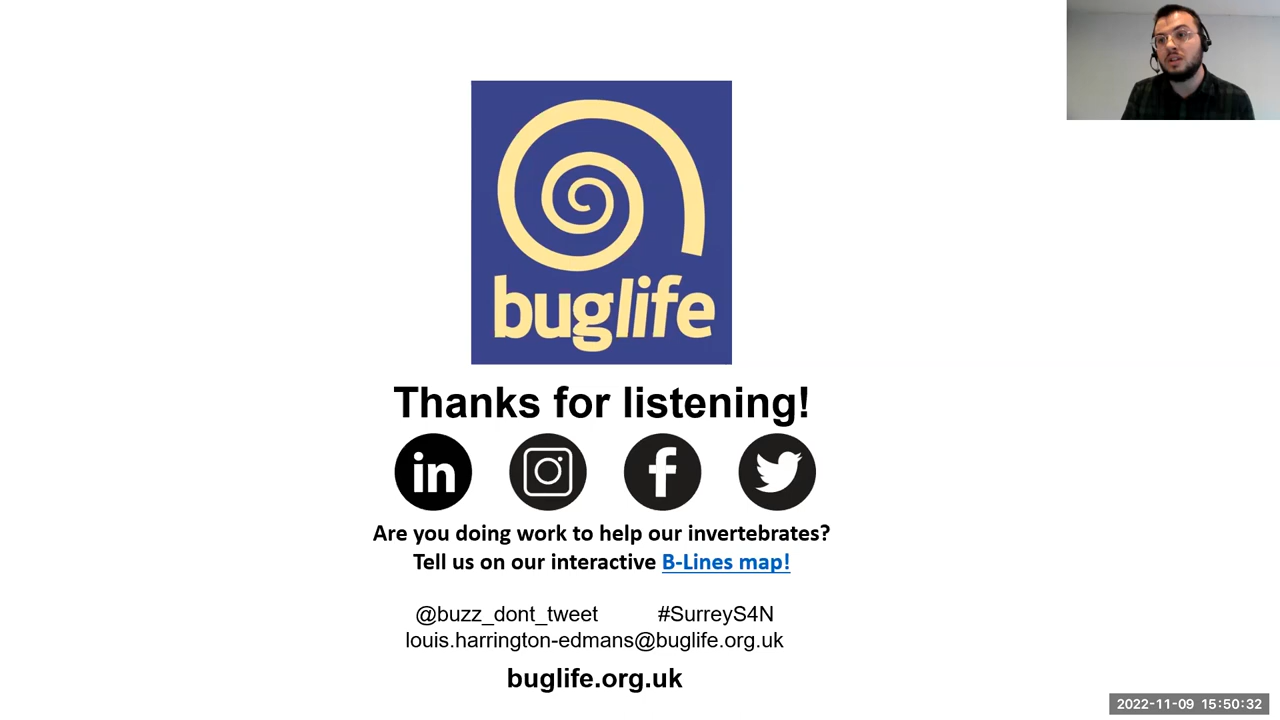 buglife
Thanks for listening!
in
f
Are you doing work to help our invertebrates?
Tell us on our interactive B-Lines map!
@buzz_dont_tweet #SurreyS4N
louis.harrington-edmans@buglife.org.uk
buglife.org.uk
2022-11-09 15:50:32